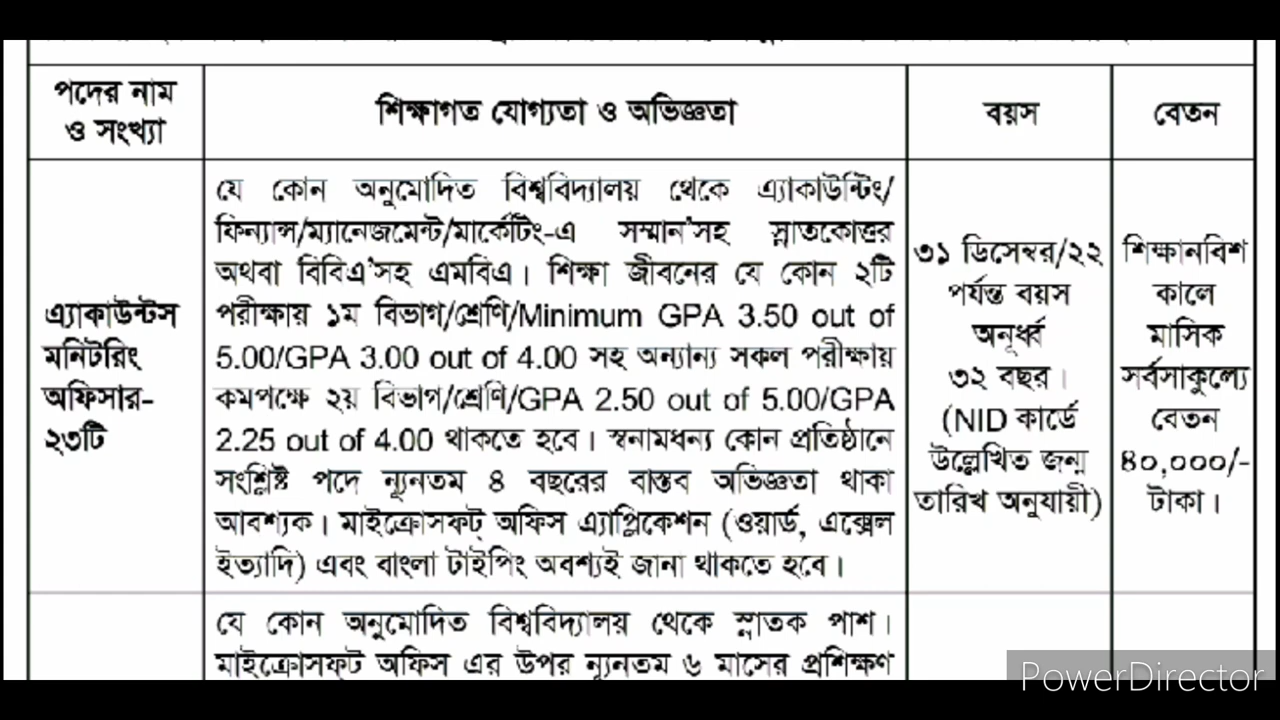 পদের নাম
ও সংখ্যা
শিক্ষাগত যোগ্যতা ও অভিজ্ঞতা
বয়স
বেতন
এ্যাকাউন্টস
মনিটরিং
অফিসার-
২৩টি
যে কোন অনুমোদিত বিশ্ববিদ্যালয় থেকে এ্যাকাউন্টিং/
ফিন্যান্স/ম্যানেজমেন্ট/মার্কেটিং-এ সম্মান'সহ স্নাতকোত্তর
অথবা বিবিএ'সহ এমবিএ। শিক্ষা জীবনের যে কোন ২টি
পরীক্ষায় ১ম বিভাগ/শ্রেণি/Minimum GPA 3.50 out of
5.00/GPA 3.00 out of 4.00 সহ অন্যান্য সকল পরীক্ষায়
কমপক্ষে ২য় বিভাগ/শ্রেণি/GPA 2.50 out of 5.00/GPA
2.25 out of 4.00 থাকতে হবে। স্বনামধন্য কোন প্রতিষ্ঠানে
সংশ্লিষ্ট পদে ন্যূনতম ৪ বছরের বাস্তব অভিজ্ঞতা থাকা
আবশ্যক। মাইক্রোসফট্ অফিস এ্যাপ্লিকেশন (ওয়ার্ড, এক্সেল
ইত্যাদি) এবং বাংলা টাইপিং অবশ্যই জানা থাকতে হবে।
৩১ ডিসেম্বর/২২
পর্যন্ত বয়স
অনূর্ধ্ব
৩২ বছর।
(NID কার্ডে
উল্লেখিত জন্ম
তারিখ অনুযায়ী)
শিক্ষানবিশ
কালে
মাসিক
সর্বসাকুল্যে
বেতন
৪০,০০০/-
টাকা।
যে কোন অনুমোদিত বিশ্ববিদ্যালয় থেকে স্নাতক পাশ।
মাইক্রোসফট অফিস এর উপর ন্যূনতম ৬ মাসের প্রশিক্ষণ
PowerDirector